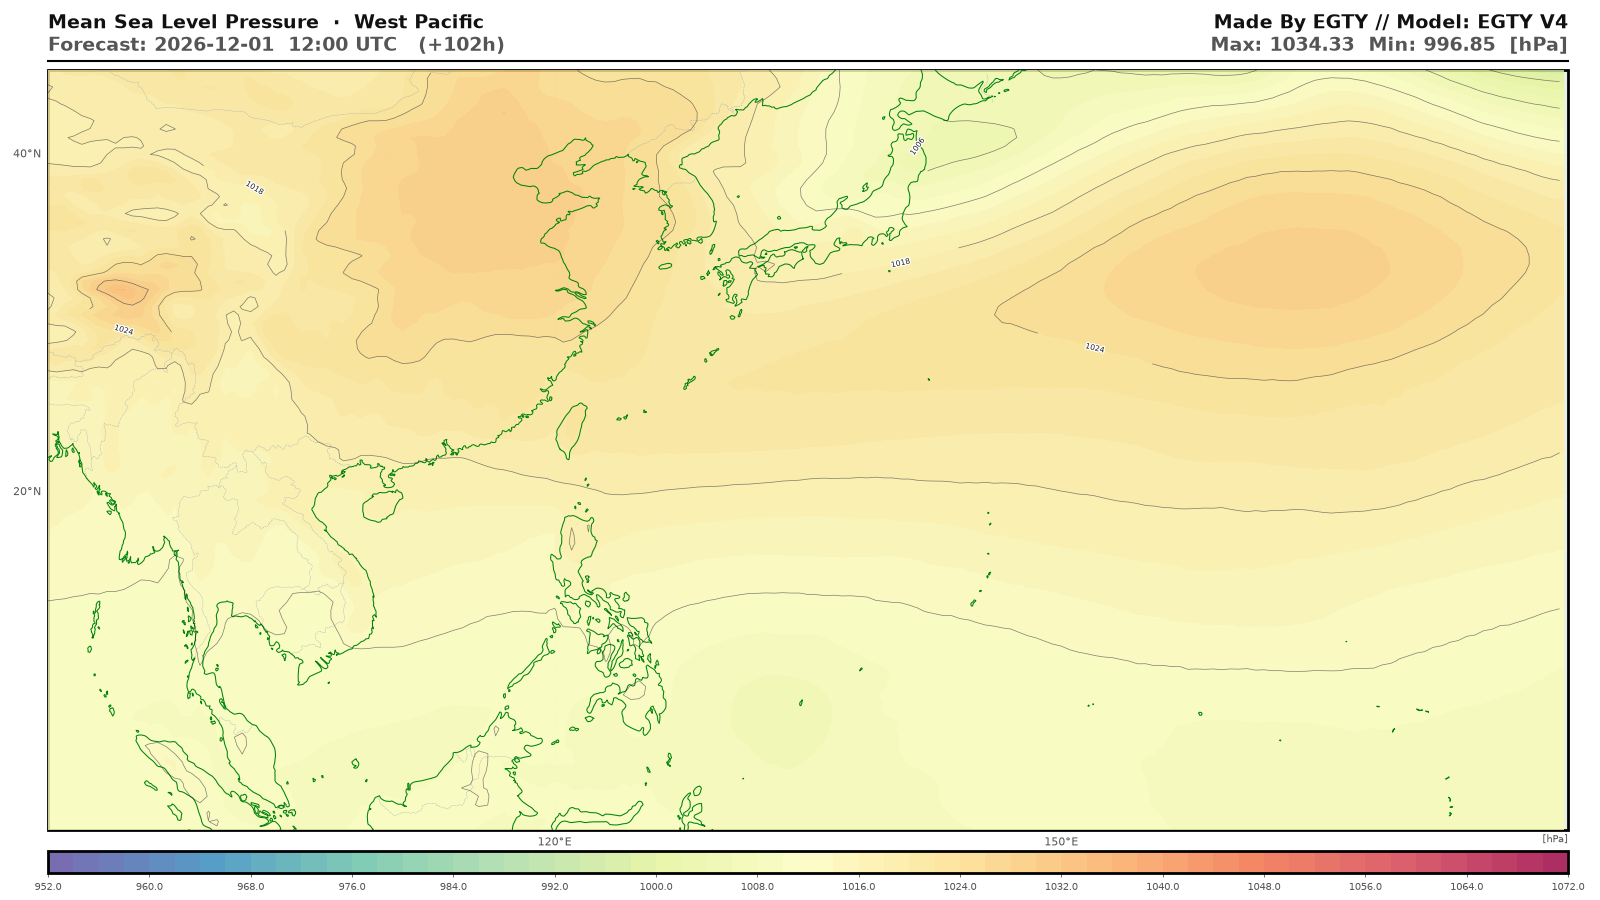 Mean Sea Level Pressure · West Pacific
Made By EGTY // Model: EGTY V4
Forecast: 2026-12-01 12:00 UTC (+102h)
Max: 1034.33 Min: 996.85 [hPa]
1006
40°N
1018
1018
1024
1024
20°N
120°E
150°E
[hPa]
952.0 960.0 968.0 976.0 984.0 992.0 1000.0 1008.0 1016.0 1024.0 1032.0 1040.0 1048.0 1056.0 1064.0 1072.0